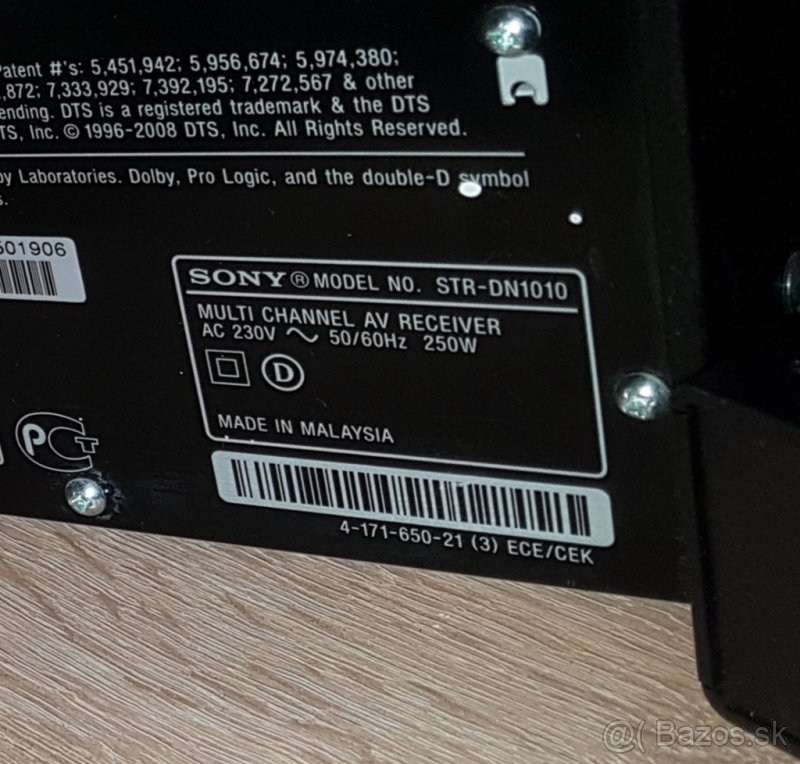 Patent #'s: 5,451,942; 5,956,674; 5,974,380;
,872; 7,333,929; 7,392,195; 7,272,567 & other
ending. DTS is a registered trademark & the DTS
TS, Inc. © 1996-2008 DTS, Inc. All Rights Reserved.
by Laboratories. Dolby, Pro Logic, and the double-D symbol
s.
501906
SONY ® MODEL NO. STR-DN1010
MULTI CHANNEL AV RECEIVER
AC 230V ~ 50/60Hz 250W
D
MADE IN MALAYSIA
4-171-650-21 (3) ECE/CEK
@( Bazos.sk